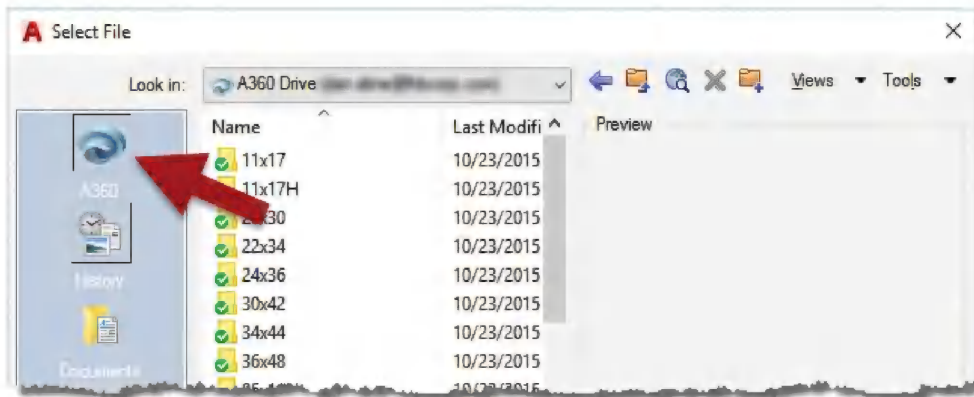 Select File
Look in: A360 Drive Views Tools
Name Last Modifi Preview
A360
History
Documents
11x17 10/23/2015
11x17H 10/23/2015
10/23/2015
22x34 10/23/2015
24x36 10/23/2015
30x42 10/23/2015
34x44 10/23/2015
36x48 10/23/2015